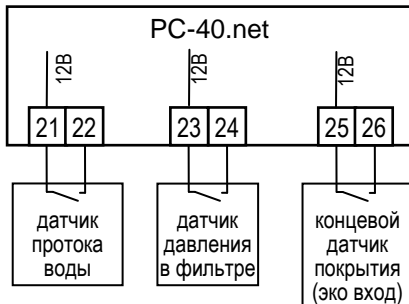 PC-40.net
12В 12В 12В
21 22 23 24 25 26
датчик протока воды
датчик давления в фильтре
концевой датчик покрытия (эко вход)